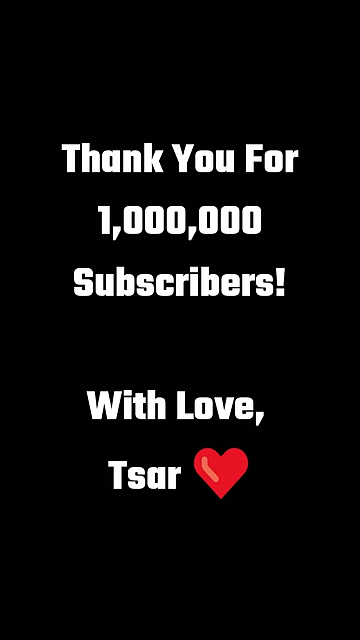 Thank You For
1,000,000
Subscribers!
With Love,
Tsar ❤️